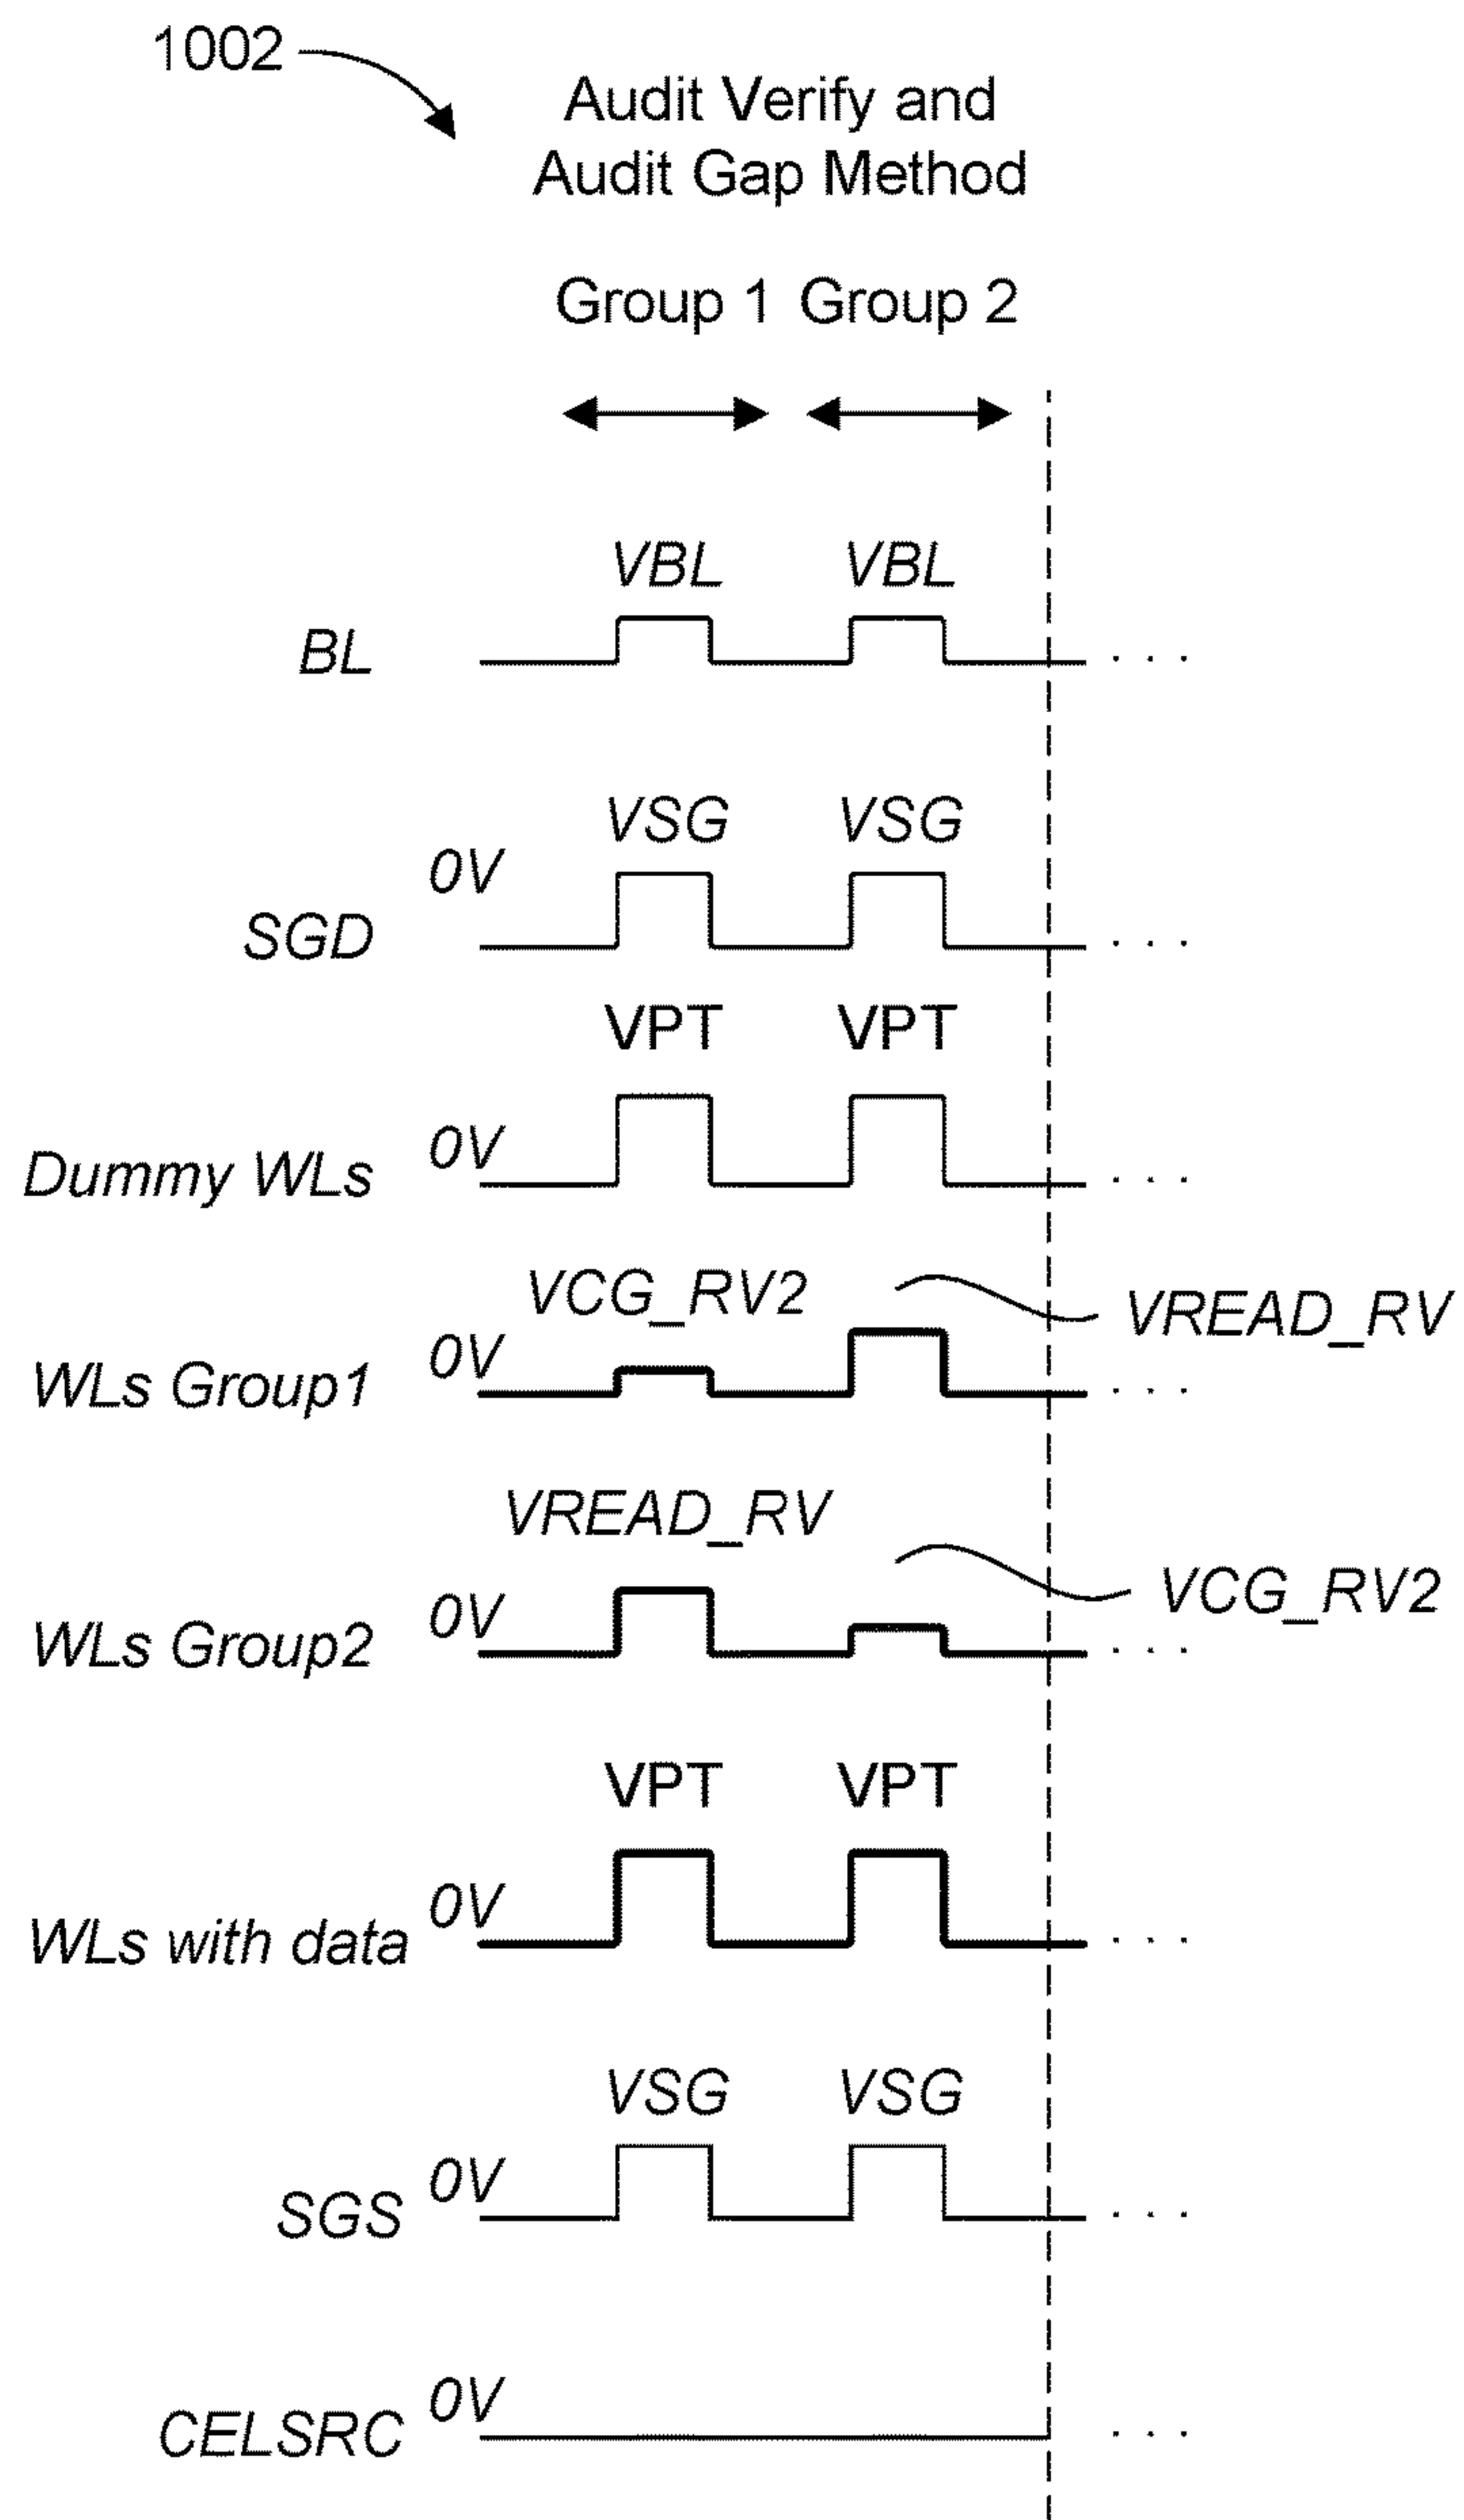 1002
Audit Verify and
Audit Gap Method
Group 1 Group 2
VBL VBL
BL . . .
VSG VSG
0V
SGD . . .
VPT VPT
0V
Dummy WLs . . .
VCG_RV2 VREAD_RV
0V
WLs Group1 . . .
VREAD_RV
VCG_RV2
0V
WLs Group2 . . .
VPT VPT
0V
WLs with data . . .
VSG VSG
0V
SGS . . .
0V
CELSRC . . .